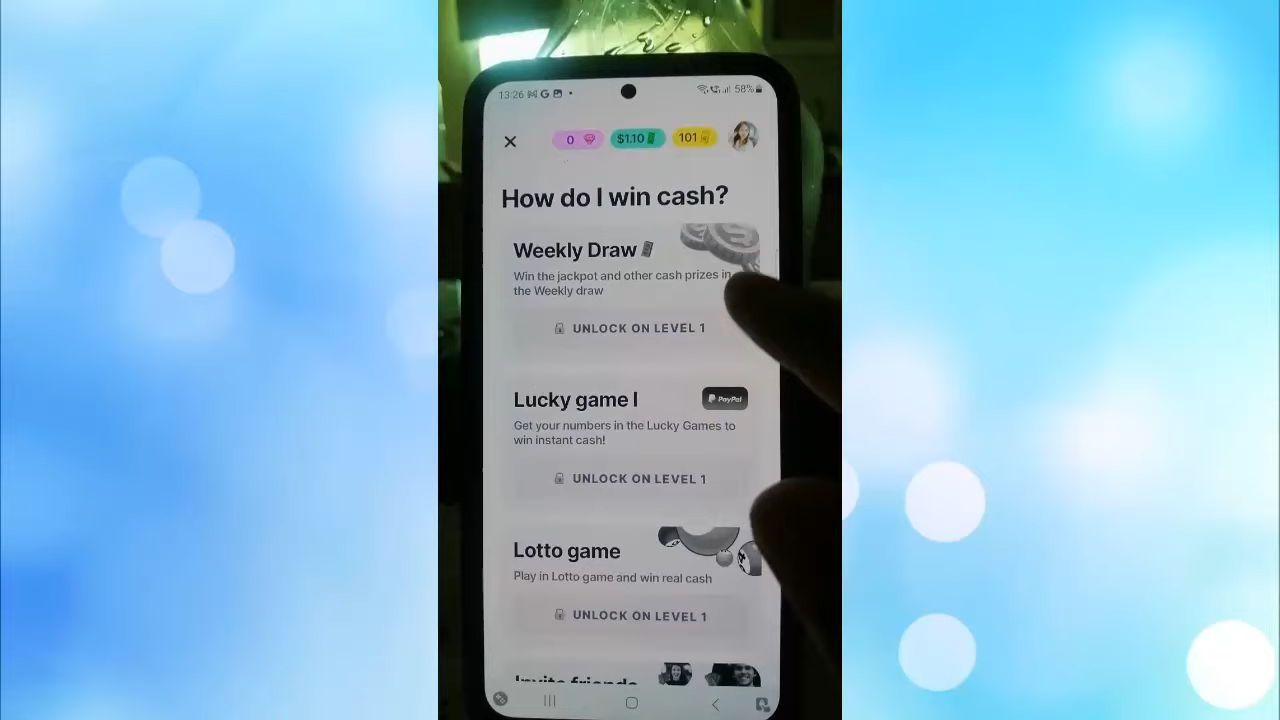 13:26
58%
0
$1.10
101
How do I win cash?
Weekly Draw
Win the jackpot and other cash prizes in
the Weekly draw
UNLOCK ON LEVEL 1
Lucky game I
PayPal
Get your numbers in the Lucky Games to
win instant cash!
UNLOCK ON LEVEL 1
Lotto game
Play in Lotto game and win real cash
UNLOCK ON LEVEL 1
Invite friends